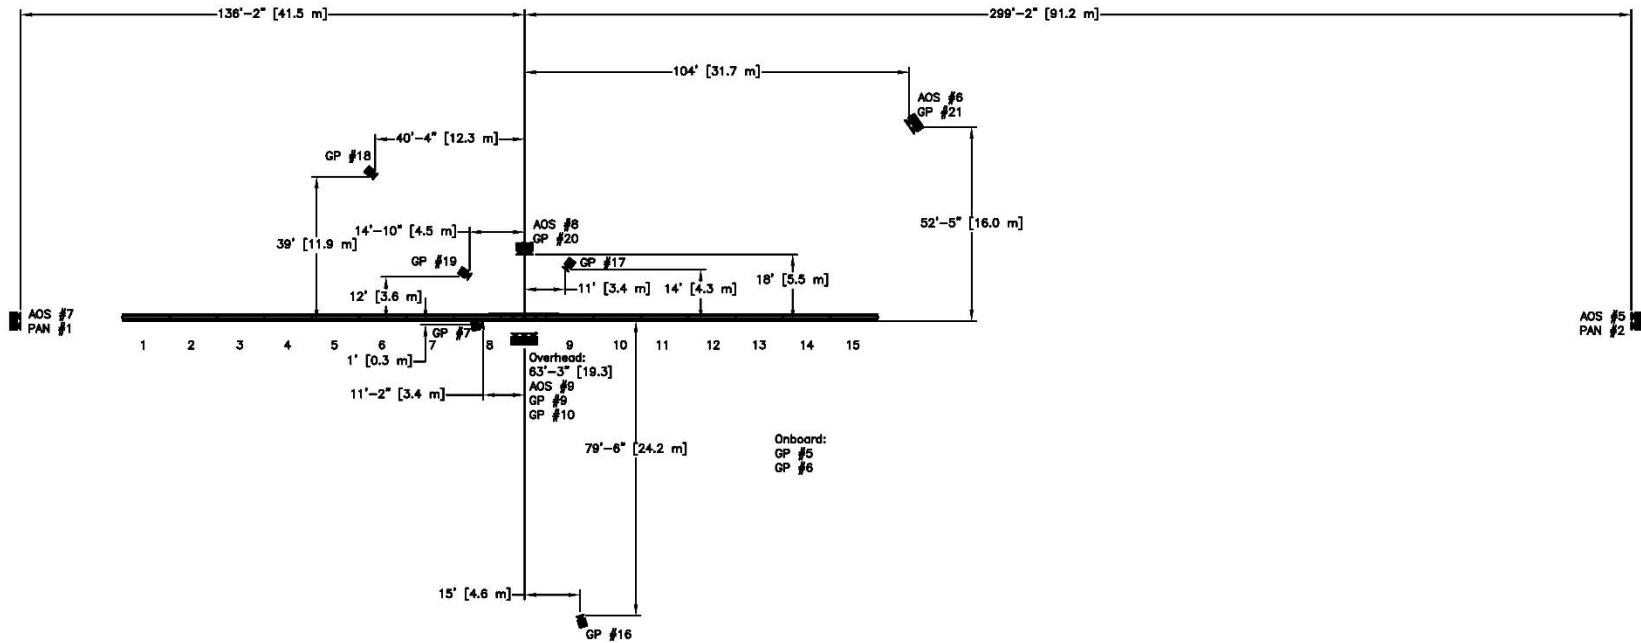 136'-2" [41.5 m]
299'-2" [91.2 m]
104' [31.7 m]
AOS #6
GP #21
40'-4" [12.3 m]
GP #18
52'-5" [16.0 m]
AOS #8
GP #20
14'-10" [4.5 m]
39' [11.9 m]
GP #19
GP #17
18' [5.5 m]
11' [3.4 m]
14' [4.3 m]
12' [3.6 m]
AOS #7
PAN #1
AOS #5
PAN #2
GP #7
1 2 3 4 5 6 7 8 9 10 11 12 13 14 15
1' [0.3 m]
Overhead:
63'-3" [19.3]
AOS #9
GP #9
GP #10
11'-2" [3.4 m]
79'-6" [24.2 m]
Onboard:
GP #5
GP #6
15' [4.6 m]
GP #16